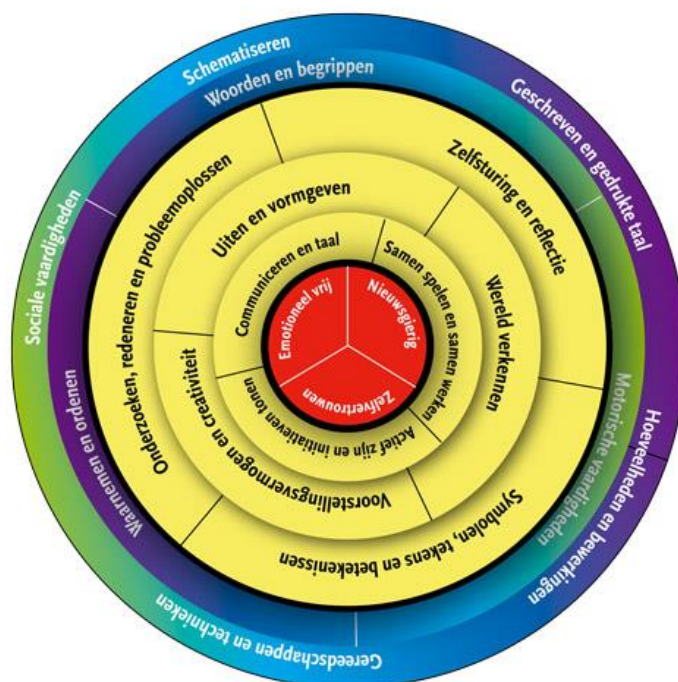 Schematiseren
Woorden en begrippen
Geschreven en gedrukte taal
Sociale vaardigheden
Waarnemen en ordenen
Motorische vaardigheden
Hoeveelheden en bewerkingen
Gereedschappen en technieken
Onderzoeken, redeneren en probleemoplossen
Zelfsturing en reflectie
Symbolen, tekens en betekenissen
Uiten en vormgeven
Wereld verkennen
Voorstellingsvermogen en creativiteit
Communiceren en taal
Samen spelen en samen werken
Actief zijn en initiatieven tonen
Emotioneel vrij
Nieuwsgierig
Zelfvertrouwen